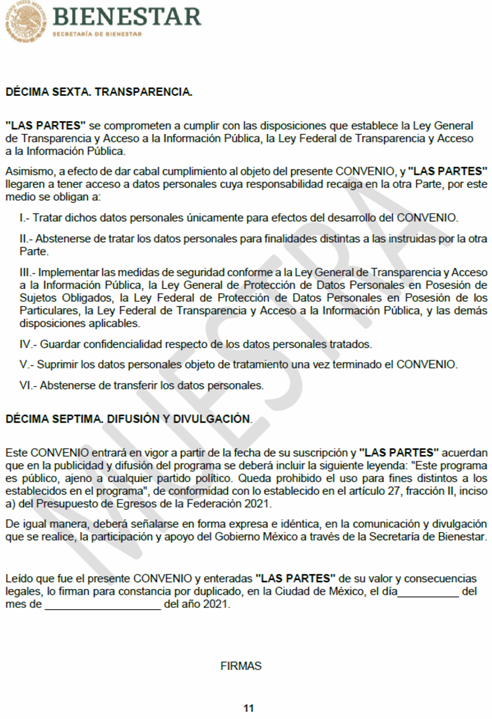 BIENESTAR
SECRETARÍA DE BIENESTAR
DÉCIMA SEXTA. TRANSPARENCIA.
"LAS PARTES" se comprometen a cumplir con las disposiciones que establece la Ley General
de Transparencia y Acceso a la Información Pública, la Ley Federal de Transparencia y Acceso
a la Información Pública.
Asimismo, a efecto de dar cabal cumplimiento al objeto del presente CONVENIO, y "LAS PARTES"
llegaren a tener acceso a datos personales cuya responsabilidad recaiga en la otra Parte, por este
medio se obligan a:
I.- Tratar dichos datos personales únicamente para efectos del desarrollo del CONVENIO.
II.- Abstenerse de tratar los datos personales para finalidades distintas a las instruidas por la otra
Parte.
III.- Implementar las medidas de seguridad conforme a la Ley General de Transparencia y Acceso
a la Información Pública, la Ley General de Protección de Datos Personales en Posesión de
Sujetos Obligados, la Ley Federal de Protección de Datos Personales en Posesión de los
Particulares, la Ley Federal de Transparencia y Acceso a la Información Pública, y las demás
disposiciones aplicables.
IV.- Guardar confidencialidad respecto de los datos personales tratados.
V.- Suprimir los datos personales objeto de tratamiento una vez terminado el CONVENIO.
VI.- Abstenerse de transferir los datos personales.
DÉCIMA SEPTIMA. DIFUSIÓN Y DIVULGACIÓN.
Este CONVENIO entrará en vigor a partir de la fecha de su suscripción y "LAS PARTES" acuerdan
que en la publicidad y difusión del programa se deberá incluir la siguiente leyenda: "Este programa
es público, ajeno a cualquier partido político. Queda prohibido el uso para fines distintos a los
establecidos en el programa", de conformidad con lo establecido en el artículo 27, fracción II, inciso
a) del Presupuesto de Egresos de la Federación 2021.
De igual manera, deberá señalarse en forma expresa e idéntica, en la comunicación y divulgación
que se realice, la participación y apoyo del Gobierno México a través de la Secretaría de Bienestar.
Leído que fue el presente CONVENIO y enteradas "LAS PARTES" de su valor y consecuencias
legales, lo firman para constancia por duplicado, en la Ciudad de México, el día__________ del
mes de ___________________ del año 2021.
FIRMAS
11
MUESTRA